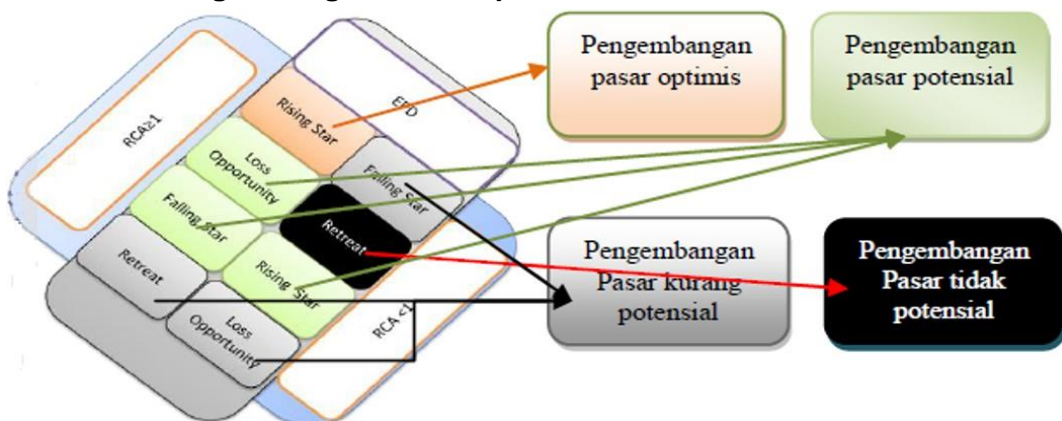 RCA≥1
EPD
Rising Star
Loss
Opportunity
Falling Star
Falling Star
Retreat
Retreat
Rising Star
Loss
Opportunity
RCA <1
Pengembangan
pasar optimis
Pengembangan
pasar potensial
Pengembangan
Pasar kurang
potensial
Pengembangan
Pasar tidak
potensial